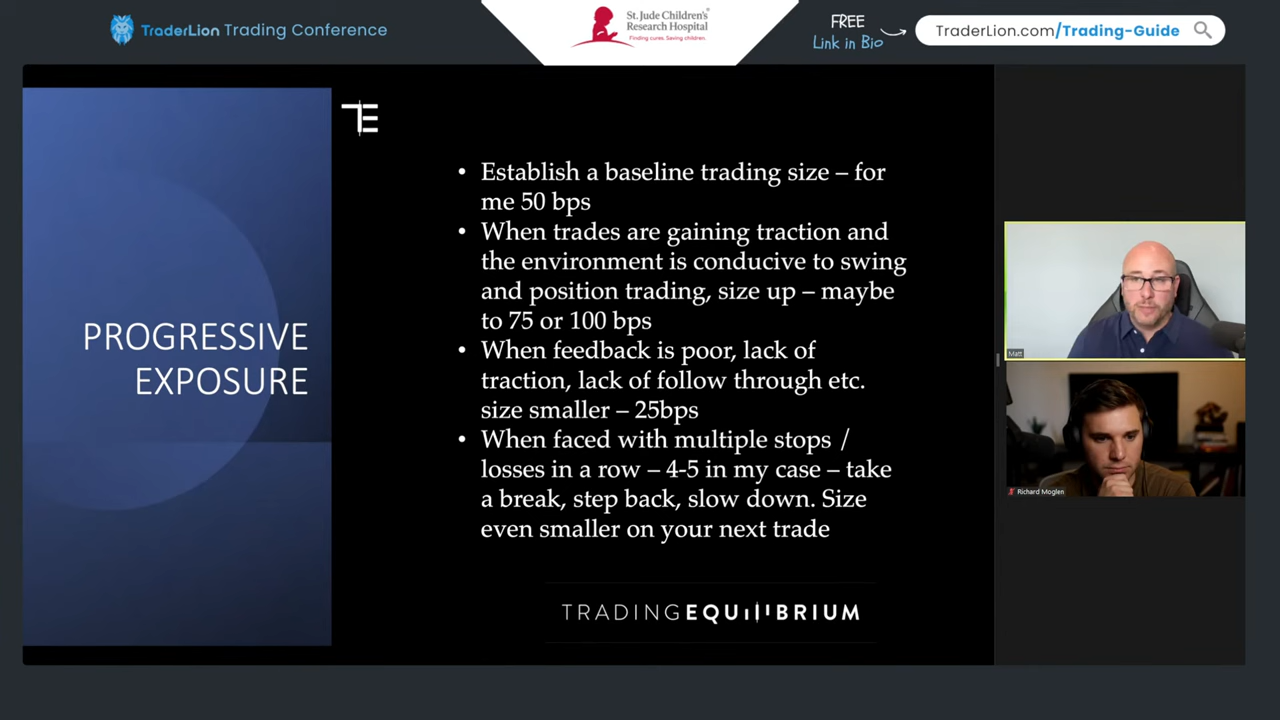 TraderLion Trading Conference
St. Jude Children's
Research Hospital
Finding cures. Saving children.
FREE
Link in Bio
TraderLion.com/Trading-Guide
TE
PROGRESSIVE
EXPOSURE
• Establish a baseline trading size – for
me 50 bps
• When trades are gaining traction and
the environment is conducive to swing
and position trading, size up – maybe
to 75 or 100 bps
• When feedback is poor, lack of
traction, lack of follow through etc.
size smaller – 25bps
• When faced with multiple stops /
losses in a row – 4-5 in my case – take
a break, step back, slow down. Size
even smaller on your next trade
TRADINGEQUILIBRIUM
Matt
Richard Moglen